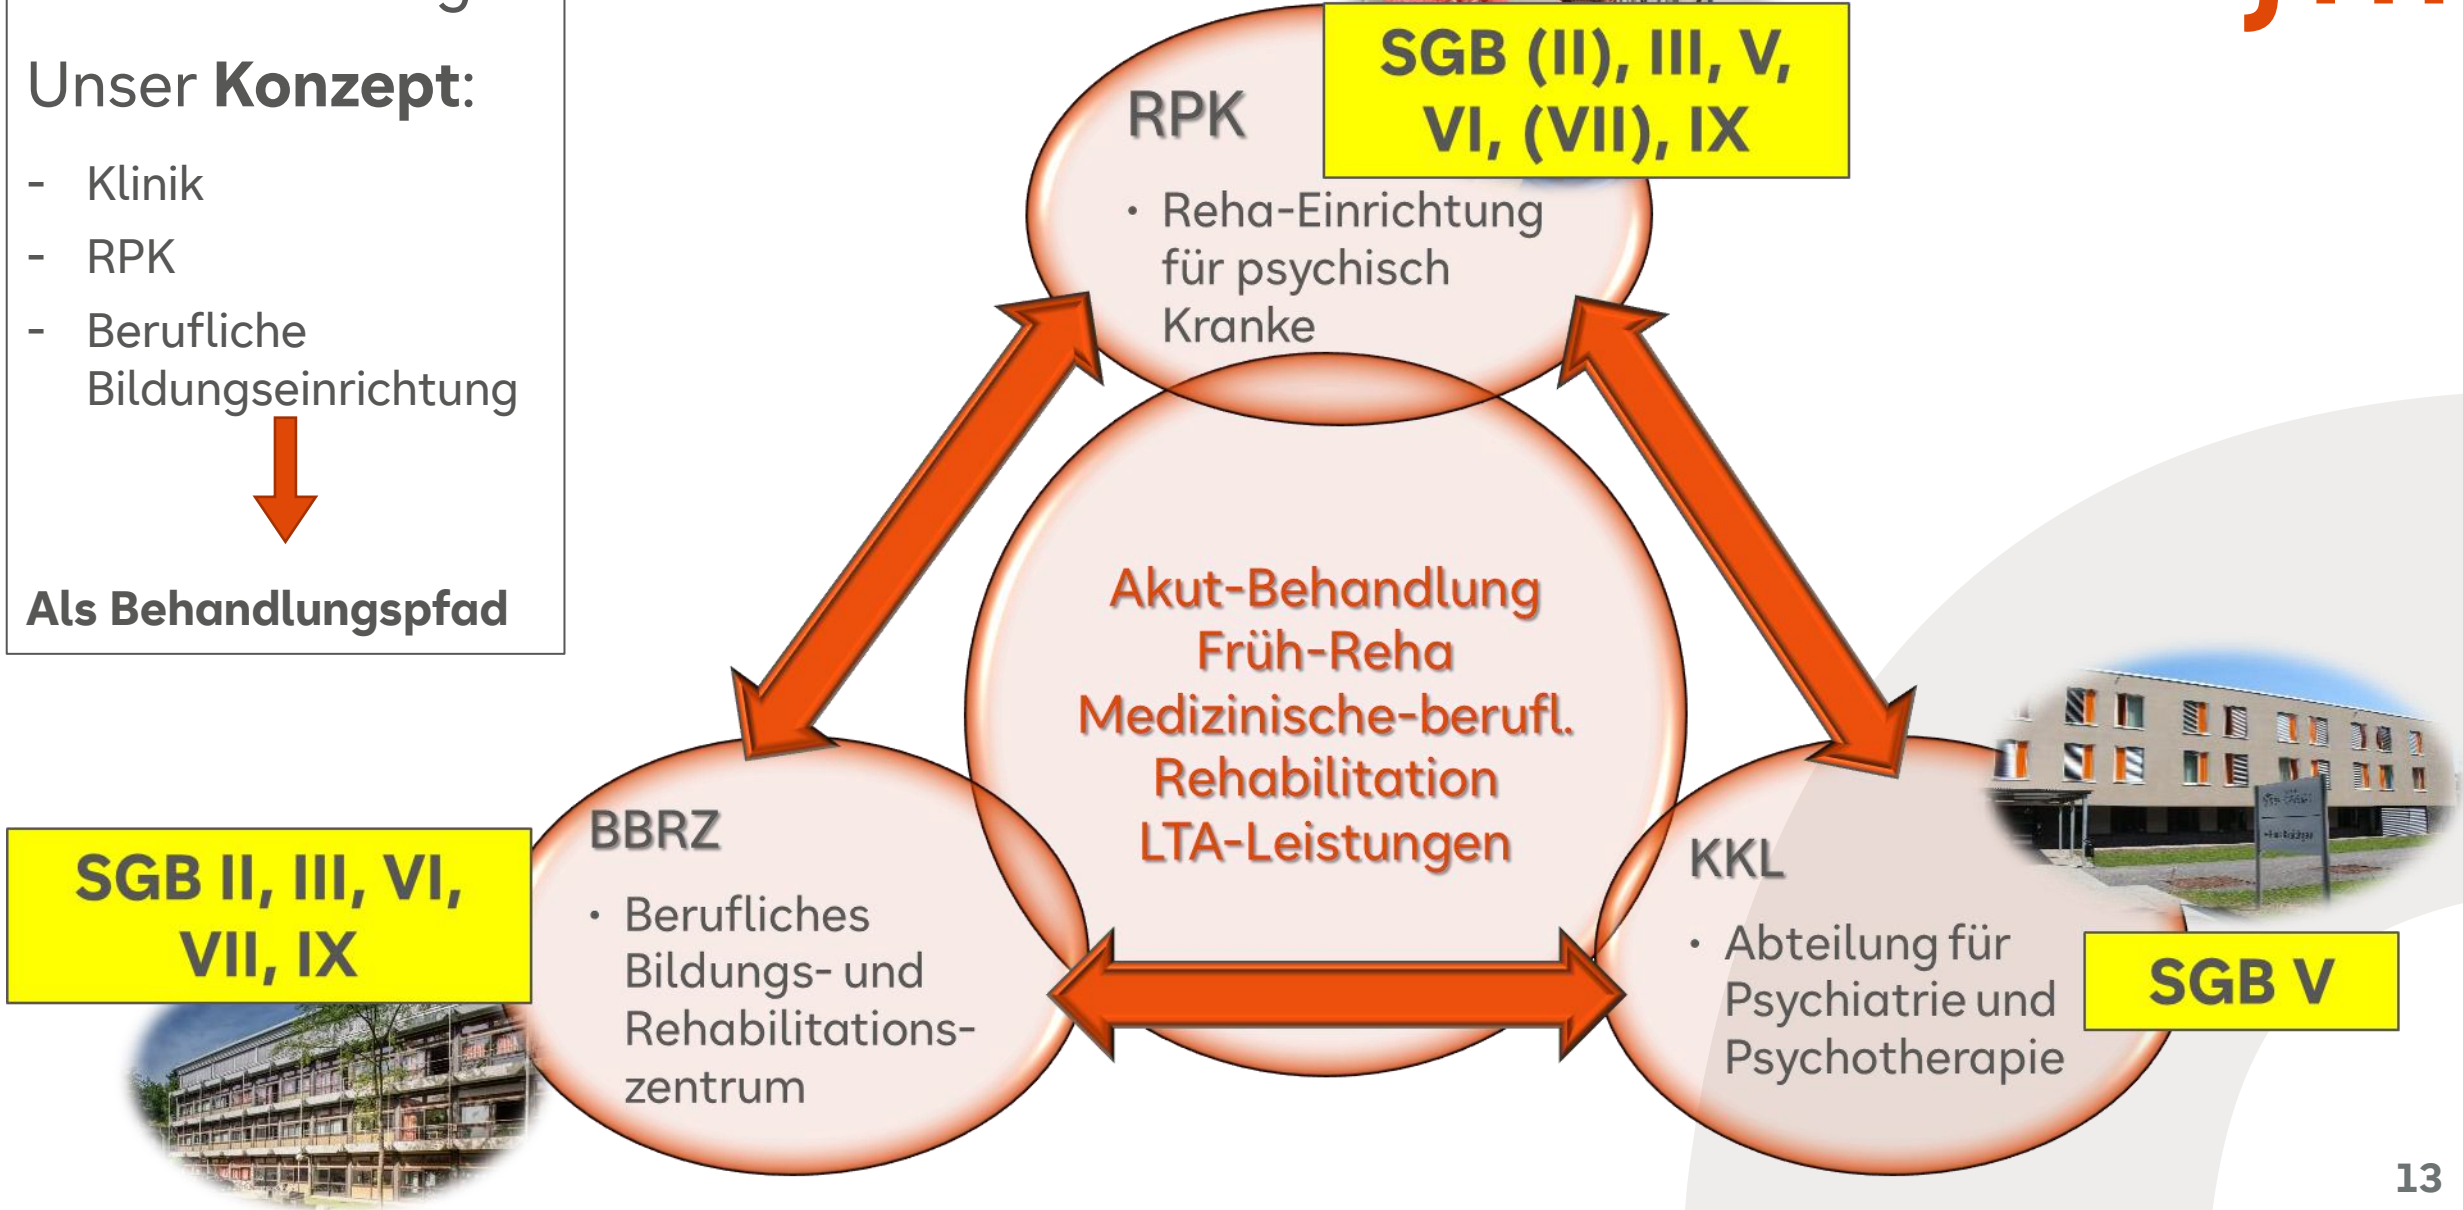 Unser Konzept:
- Klinik
- RPK
- Berufliche
Bildungseinrichtung
Als Behandlungspfad
SGB (II), III, V,
VI, (VII), IX
RPK
• Reha-Einrichtung
für psychisch
Kranke
Akut-Behandlung
Früh-Reha
Medizinische-berufl.
Rehabilitation
LTA-Leistungen
SGB II, III, VI,
VII, IX
BBRZ
• Berufliches
Bildungs- und
Rehabilitations-
zentrum
KKL
• Abteilung für
Psychiatrie und
Psychotherapie
SGB V
13